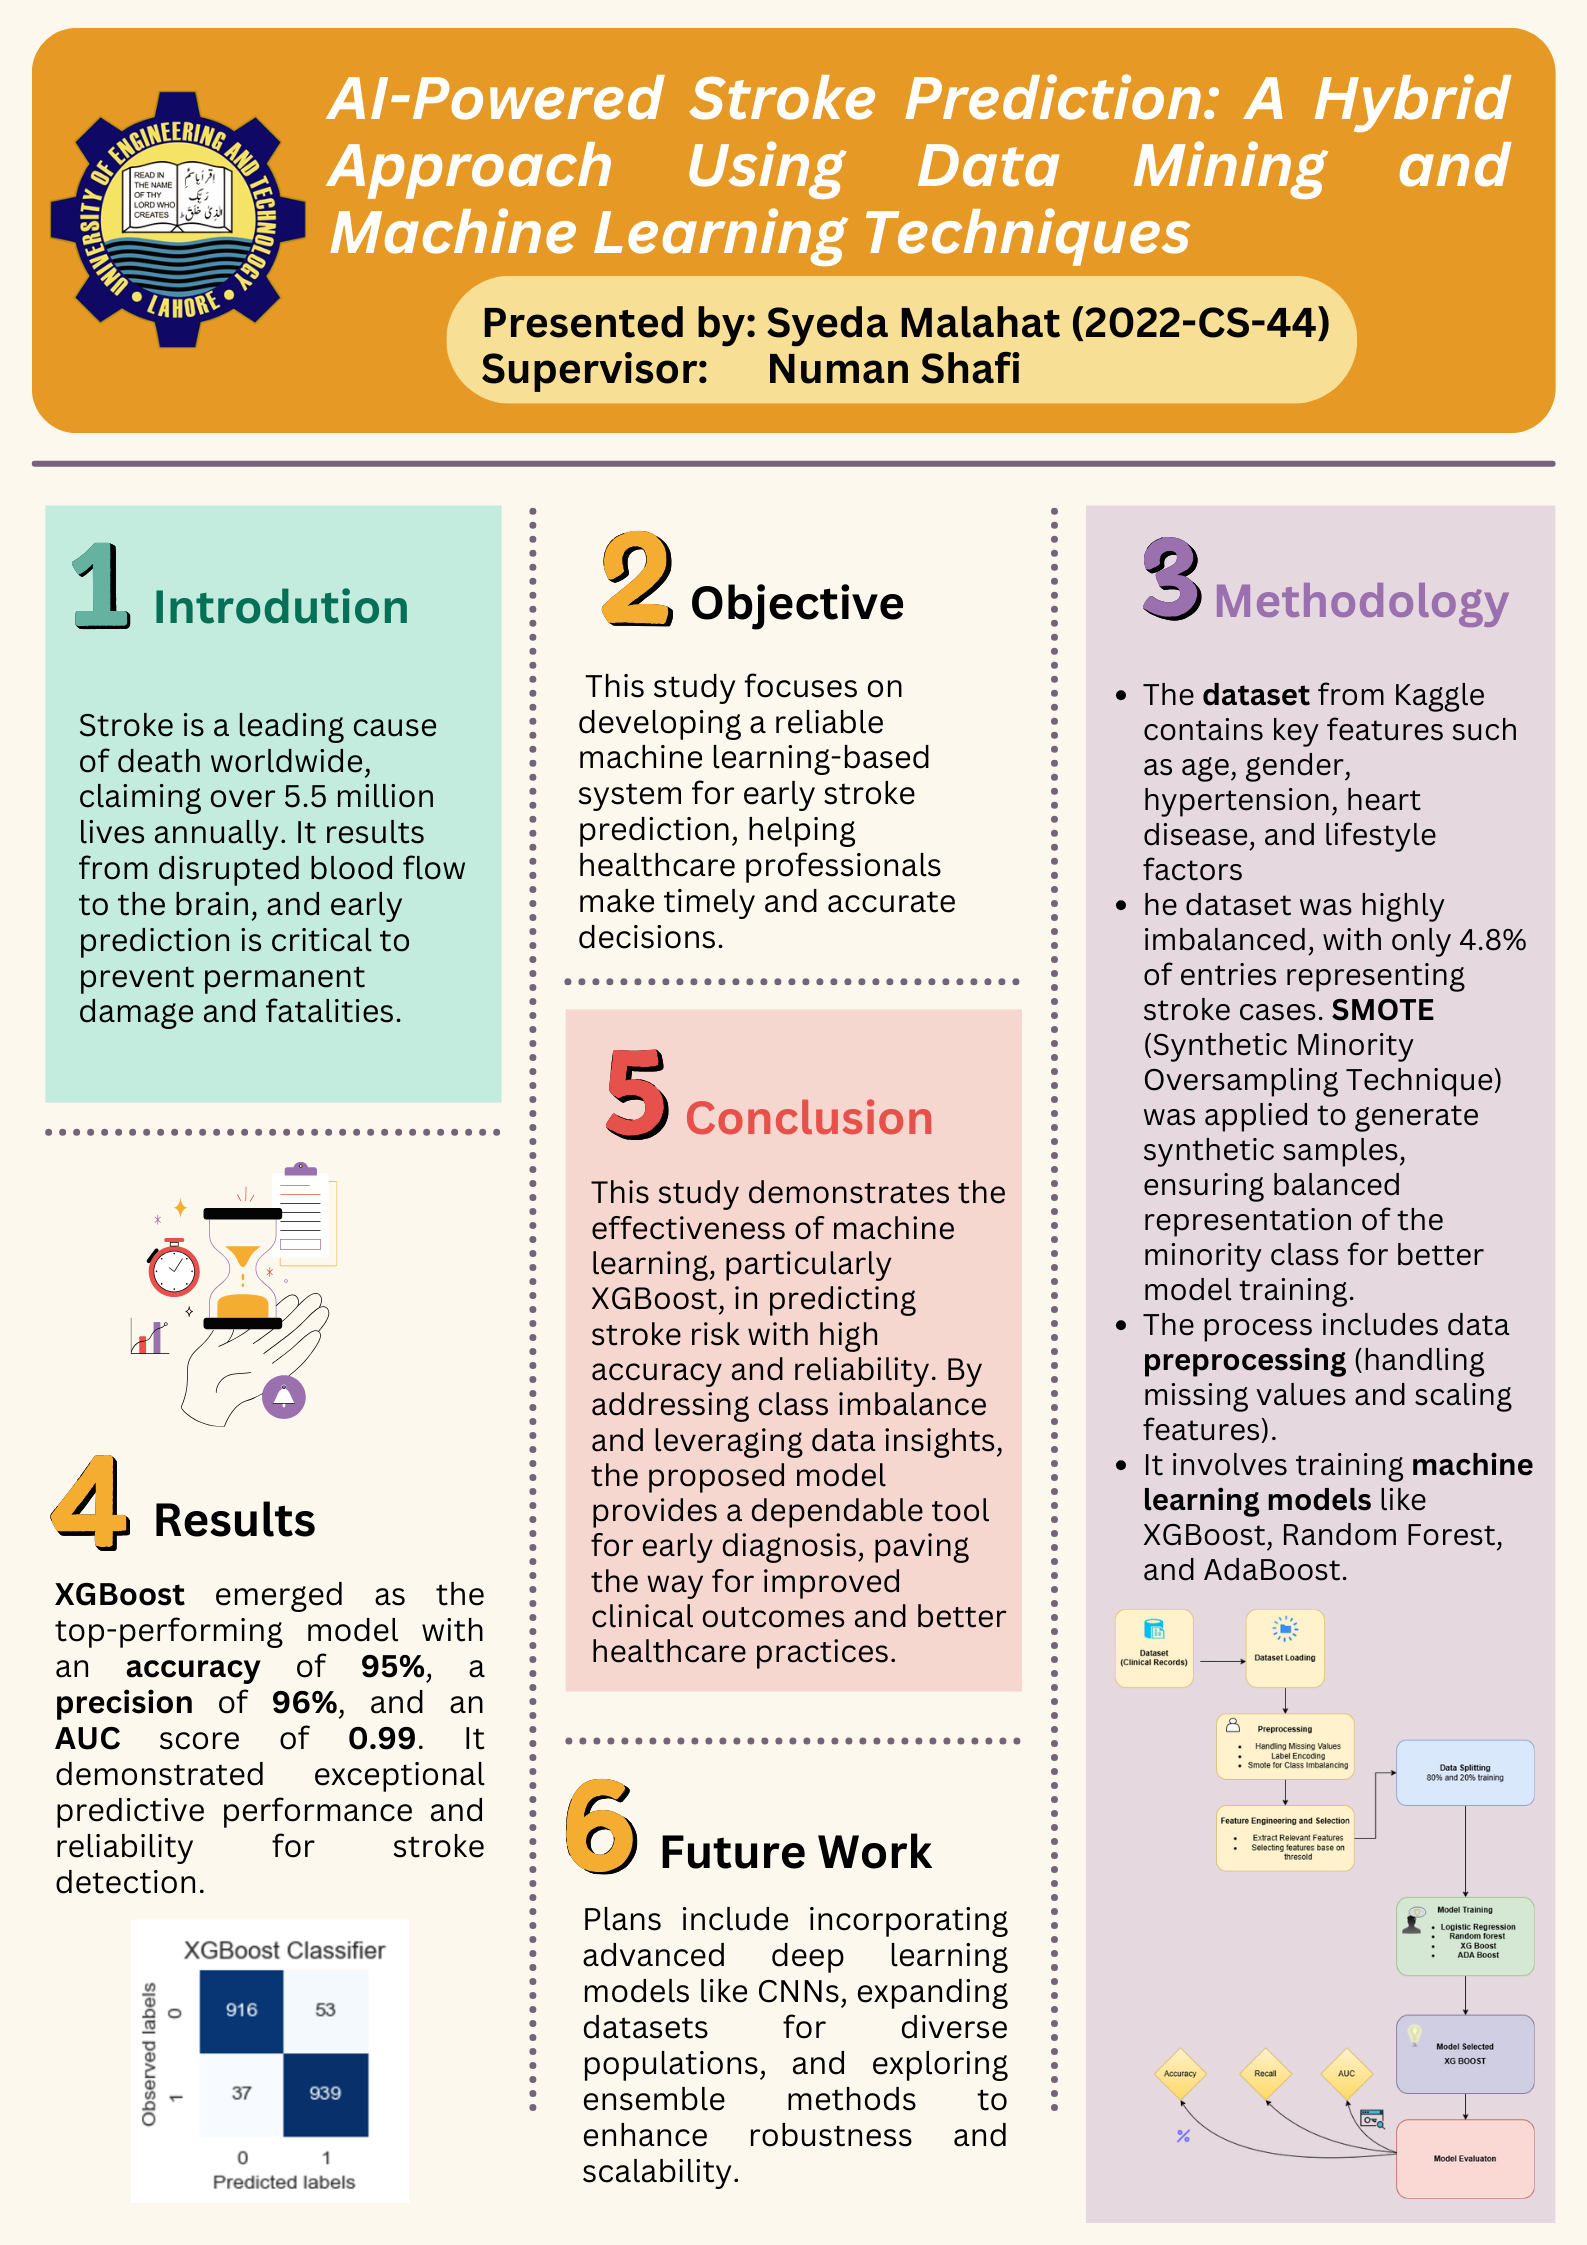 AI-Powered Stroke Prediction: A Hybrid
Approach Using Data Mining and
Machine Learning Techniques
UNIVERSITY OF ENGINEERING AND TECHNOLOGY
• LAHORE •
READ IN
THE NAME
OF THY
LORD WHO
CREATES
اقرأ باسم
ربك
الذي خلق
Presented by: Syeda Malahat (2022-CS-44)
Supervisor: Numan Shafi
1 Introdution
Stroke is a leading cause
of death worldwide,
claiming over 5.5 million
lives annually. It results
from disrupted blood flow
to the brain, and early
prediction is critical to
prevent permanent
damage and fatalities.
2 Objective
This study focuses on
developing a reliable
machine learning-based
system for early stroke
prediction, helping
healthcare professionals
make timely and accurate
decisions.
3 Methodology
• The dataset from Kaggle
contains key features such
as age, gender,
hypertension, heart
disease, and lifestyle
factors
• he dataset was highly
imbalanced, with only 4.8%
of entries representing
stroke cases. SMOTE
(Synthetic Minority
Oversampling Technique)
was applied to generate
synthetic samples,
ensuring balanced
representation of the
minority class for better
model training.
• The process includes data
preprocessing (handling
missing values and scaling
features).
• It involves training machine
learning models like
XGBoost, Random Forest,
and AdaBoost.
Dataset
(Clinical Records)
Dataset Loading
Preprocessing
• Handling Missing Values
• Label Encoding
• Smote for Class Imbalancing
Feature Engineering and Selection
• Extract Relevant Features
• Selecting features base on
thresold
Data Splitting
80% and 20% training
Model Training
• Logistic Regression
• Random forest
• XG Boost
• ADA Boost
Model Selected
XG BOOST
Accuracy
Recall
AUC
%
Model Evaluaton
4 Results
XGBoost emerged as the
top-performing model with
an accuracy of 95%, a
precision of 96%, and an
AUC score of 0.99. It
demonstrated exceptional
predictive performance and
reliability for stroke
detection.
XGBoost Classifier
Observed labels
0
916 53
1
37 939
0 1
Predicted labels
5 Conclusion
This study demonstrates the
effectiveness of machine
learning, particularly
XGBoost, in predicting
stroke risk with high
accuracy and reliability. By
addressing class imbalance
and leveraging data insights,
the proposed model
provides a dependable tool
for early diagnosis, paving
the way for improved
clinical outcomes and better
healthcare practices.
6 Future Work
Plans include incorporating
advanced deep learning
models like CNNs, expanding
datasets for diverse
populations, and exploring
ensemble methods to
enhance robustness and
scalability.